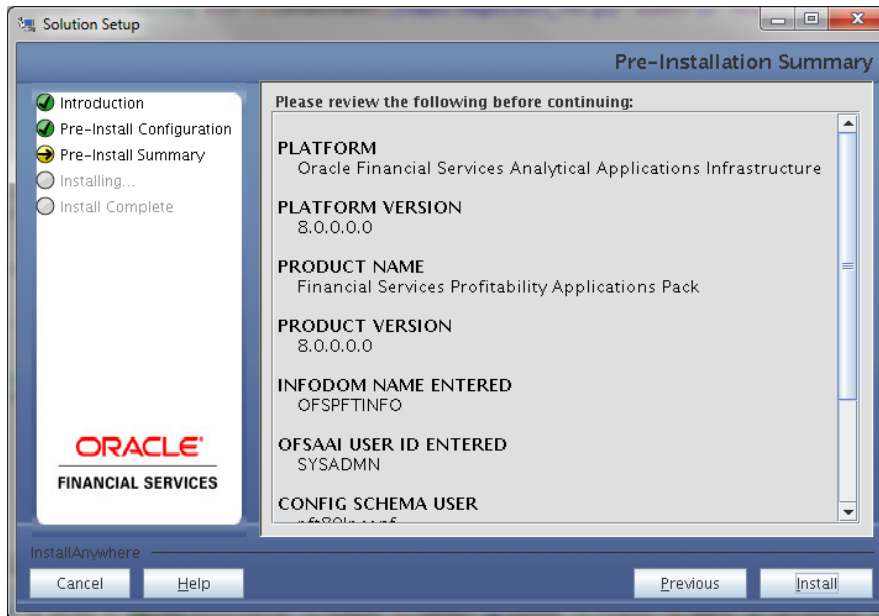 Solution Setup
Pre-Installation Summary
Introduction
Pre-Install Configuration
Pre-Install Summary
Installing...
Install Complete
ORACLE
FINANCIAL SERVICES
Please review the following before continuing:
PLATFORM
Oracle Financial Services Analytical Applications Infrastructure
PLATFORM VERSION
8.0.0.0.0
PRODUCT NAME
Financial Services Profitability Applications Pack
PRODUCT VERSION
8.0.0.0.0
INFODOM NAME ENTERED
OFSPFTINFO
OFSAAI USER ID ENTERED
SYSADMN
CONFIG SCHEMA USER
InstallAnywhere
Cancel
Help
Previous
Install